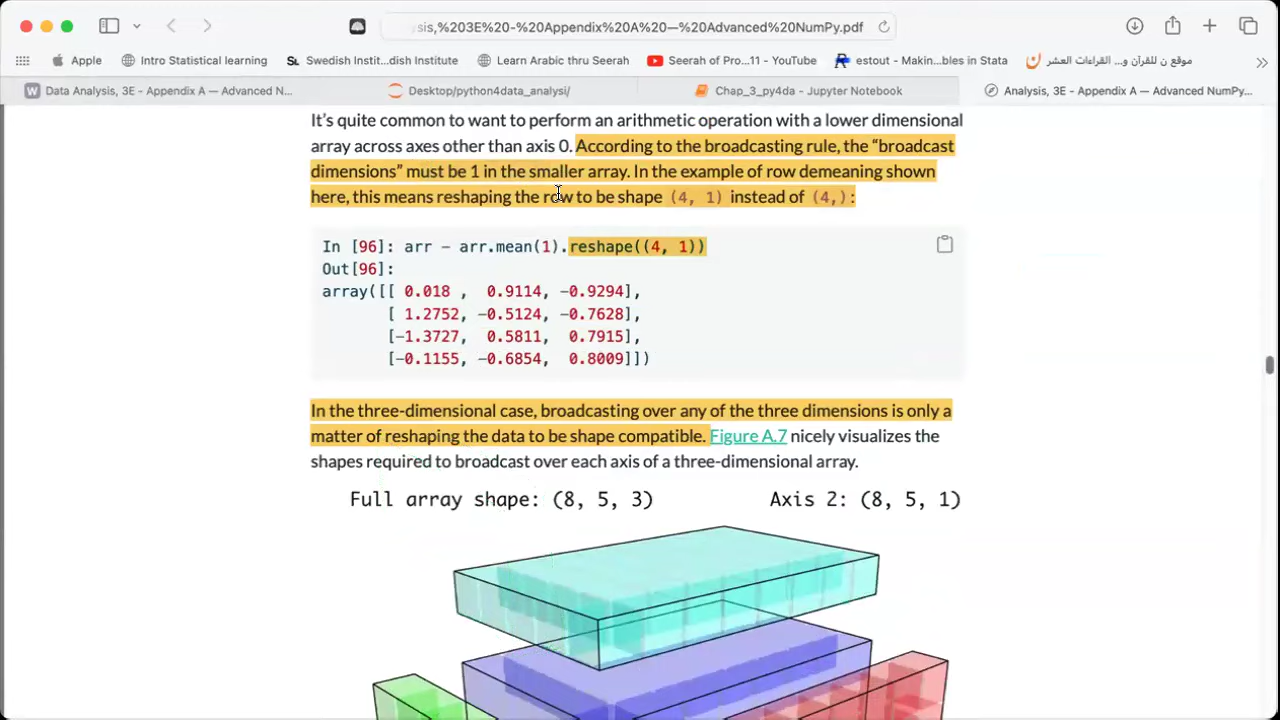 sis,%203E%20-%20Appendix%20A%20—%20Advanced%20NumPy.pdf
Apple
Intro Statistical learning
Swedish Instit...dish Institute
Learn Arabic thru Seerah
Seerah of Pro...11 - YouTube
estout - Makin...bles in Stata
موقع ن للقرآن و... القراءات العشر
Data Analysis, 3E - Appendix A — Advanced N...
Desktop/python4data_analysi/
Chap_3_py4da - Jupyter Notebook
Analysis, 3E - Appendix A — Advanced NumPy...
It’s quite common to want to perform an arithmetic operation with a lower dimensional
array across axes other than axis 0. According to the broadcasting rule, the “broadcast
dimensions” must be 1 in the smaller array. In the example of row demeaning shown
here, this means reshaping the row to be shape (4, 1) instead of (4,):
In [96]: arr - arr.mean(1).reshape((4, 1))
Out[96]:
array([[ 0.018 ,  0.9114, -0.9294],
[ 1.2752, -0.5124, -0.7628],
[-1.3727,  0.5811,  0.7915],
[-0.1155, -0.6854,  0.8009]])
In the three-dimensional case, broadcasting over any of the three dimensions is only a
matter of reshaping the data to be shape compatible. Figure A.7 nicely visualizes the
shapes required to broadcast over each axis of a three-dimensional array.
Full array shape: (8, 5, 3)
Axis 2: (8, 5, 1)